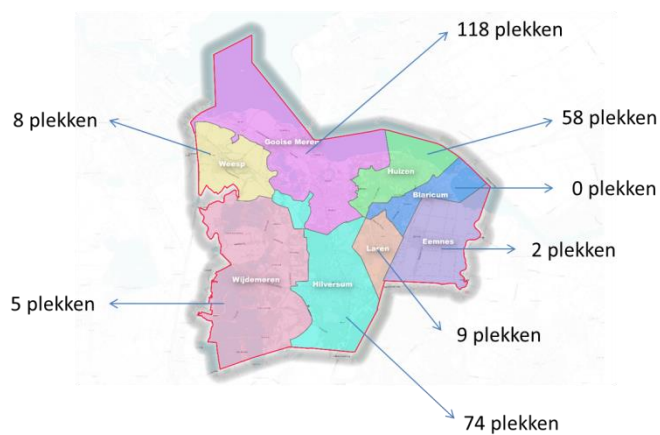 118 plekken
8 plekken
58 plekken
Gooise Meren
Weesp
Huizen
0 plekken
Blaricum
Eemnes
Laren
2 plekken
Wijdemeren
Hilversum
5 plekken
9 plekken
74 plekken